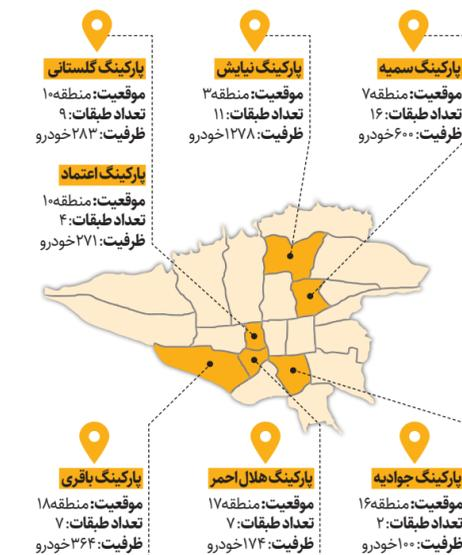 پارکینگ سمیه
موقعیت: منطقه۷
تعداد طبقات: ۱۶
ظرفیت: ۶۰۰خودرو
پارکینگ نیایش
موقعیت: منطقه۳
تعداد طبقات: ۱۱
ظرفیت: ۱۲۷۸خودرو
پارکینگ گلستانی
موقعیت: منطقه۱۰
تعداد طبقات: ۹
ظرفیت: ۲۸۳خودرو
پارکینگ اعتماد
موقعیت: منطقه۱۰
تعداد طبقات: ۴
ظرفیت: ۲۷۱خودرو
پارکینگ جوادیه
موقعیت: منطقه۱۶
تعداد طبقات: ۲
ظرفیت: ۱۰۰خودرو
پارکینگ هلال احمر
موقعیت: منطقه۱۷
تعداد طبقات: ۷
ظرفیت: ۱۷۴خودرو
پارکینگ باقری
موقعیت: منطقه۱۸
تعداد طبقات: ۷
ظرفیت: ۳۶۴خودرو